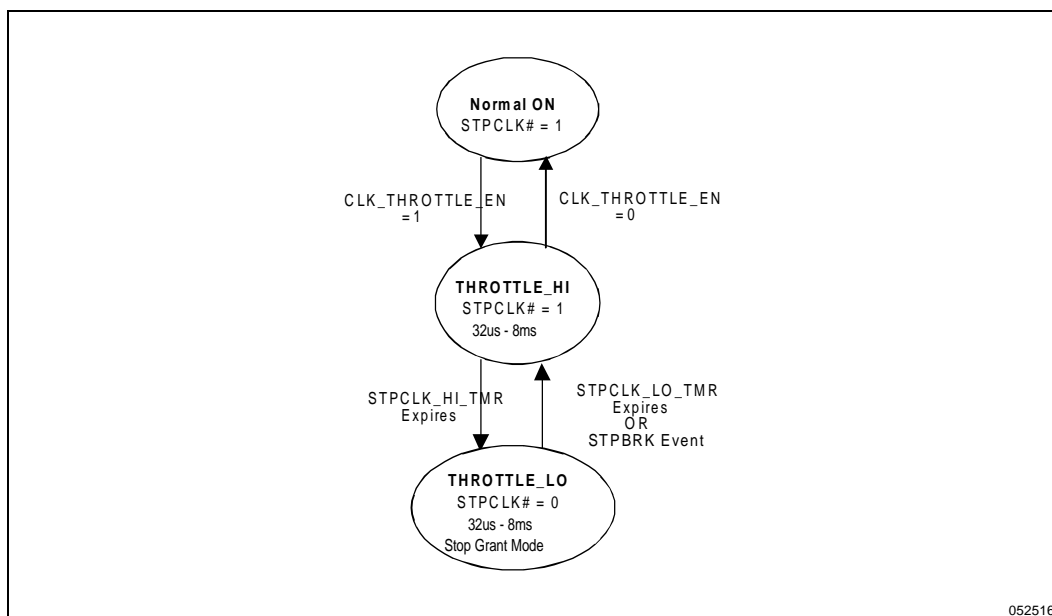 Normal ON
STPCLK# = 1
CLK_THROTTLE_EN
=1
CLK_THROTTLE_EN
=0
THROTTLE_HI
STPCLK# = 1
32us - 8ms
STPCLK_HI_TMR
Expires
STPCLK_LO_TMR
Expires
OR
STPBRK Event
THROTTLE_LO
STPCLK# = 0
32us - 8ms
Stop Grant Mode
052516